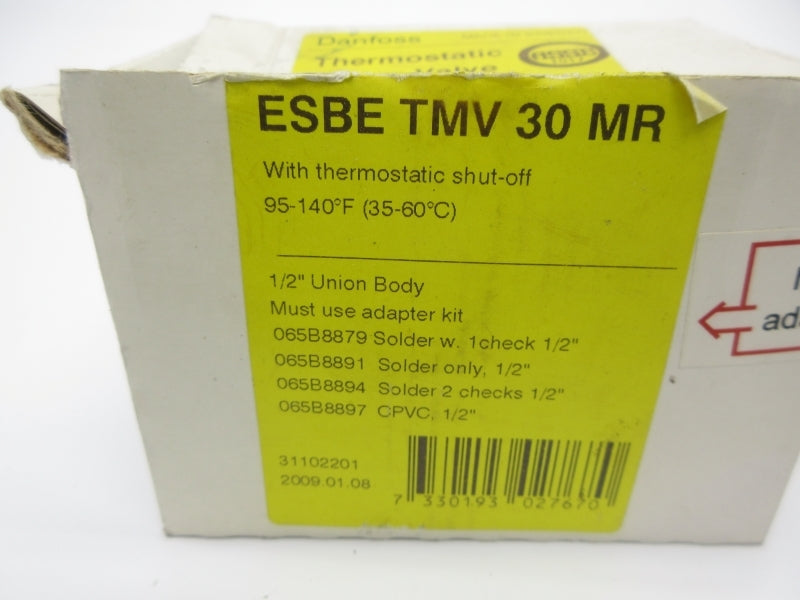 Danfoss
Thermostatic
Valve
ESBE TMV 30 MR
With thermostatic shut-off
95-140°F (35-60°C)
1/2" Union Body
Must use adapter kit
065B8879 Solder w. 1check 1/2"
065B8891 Solder only, 1/2"
065B8894 Solder 2 checks 1/2"
065B8897 CPVC, 1/2"
31102201
2009.01.08
7 330193 027670